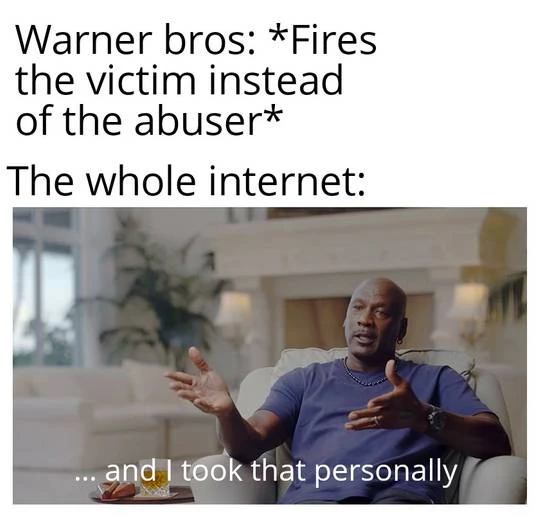 Warner bros: *Fires
the victim instead
of the abuser*
The whole internet:
... and I took that personally